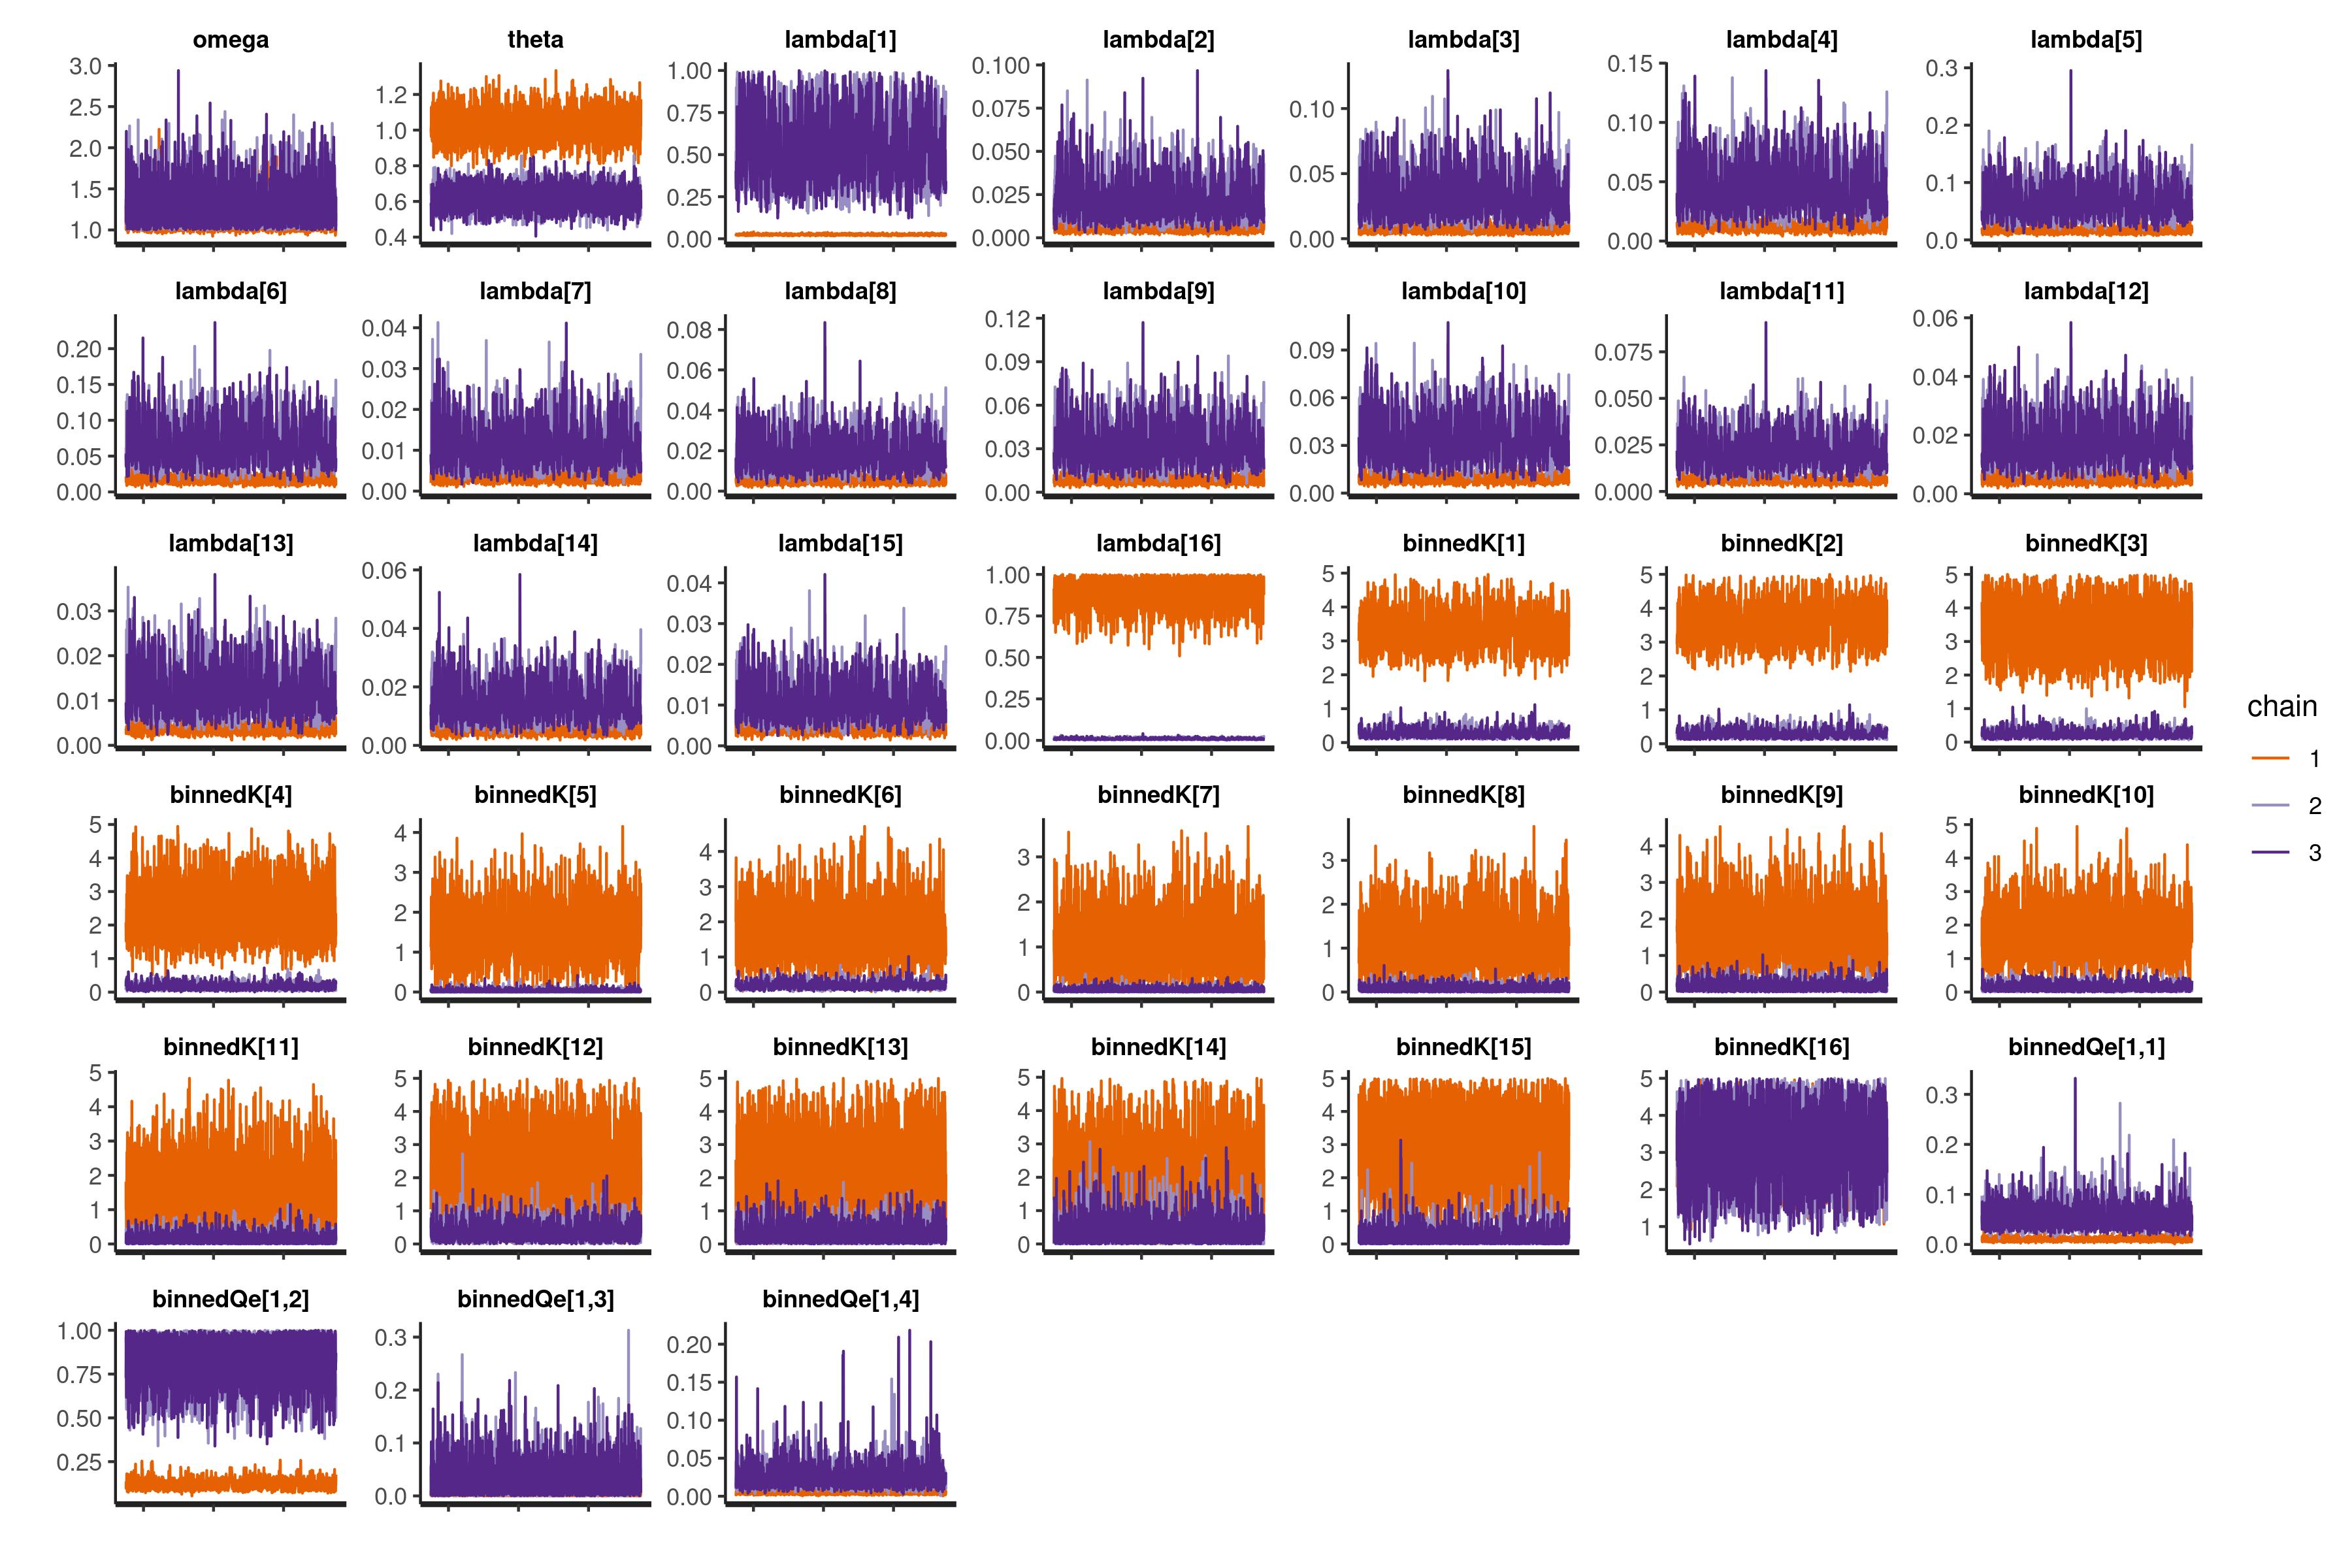 omega theta lambda[1] lambda[2] lambda[3] lambda[4] lambda[5]
3.0 2.5 2.0 1.5 1.0
1.2 1.0 0.8 0.6 0.4
1.00 0.75 0.50 0.25 0.00
0.100 0.075 0.050 0.025 0.000
0.10 0.05 0.00
0.15 0.10 0.05 0.00
0.3 0.2 0.1 0.0
lambda[6] lambda[7] lambda[8] lambda[9] lambda[10] lambda[11] lambda[12]
0.20 0.15 0.10 0.05 0.00
0.04 0.03 0.02 0.01 0.00
0.08 0.06 0.04 0.02 0.00
0.12 0.09 0.06 0.03 0.00
0.09 0.06 0.03 0.00
0.075 0.050 0.025 0.000
0.06 0.04 0.02 0.00
lambda[13] lambda[14] lambda[15] lambda[16] binnedK[1] binnedK[2] binnedK[3]
0.03 0.02 0.01 0.00
0.06 0.04 0.02 0.00
0.04 0.03 0.02 0.01 0.00
1.00 0.75 0.50 0.25 0.00
5 4 3 2 1 0
5 4 3 2 1 0
5 4 3 2 1 0
binnedK[4] binnedK[5] binnedK[6] binnedK[7] binnedK[8] binnedK[9] binnedK[10]
5 4 3 2 1 0
4 3 2 1 0
4 3 2 1 0
3 2 1 0
3 2 1 0
4 3 2 1 0
5 4 3 2 1 0
binnedK[11] binnedK[12] binnedK[13] binnedK[14] binnedK[15] binnedK[16] binnedQe[1,1]
5 4 3 2 1 0
5 4 3 2 1 0
5 4 3 2 1 0
5 4 3 2 1 0
5 4 3 2 1 0
5 4 3 2 1
0.3 0.2 0.1 0.0
binnedQe[1,2] binnedQe[1,3] binnedQe[1,4]
1.00 0.75 0.50 0.25
0.3 0.2 0.1 0.0
0.20 0.15 0.10 0.05 0.00
chain
1
2
3